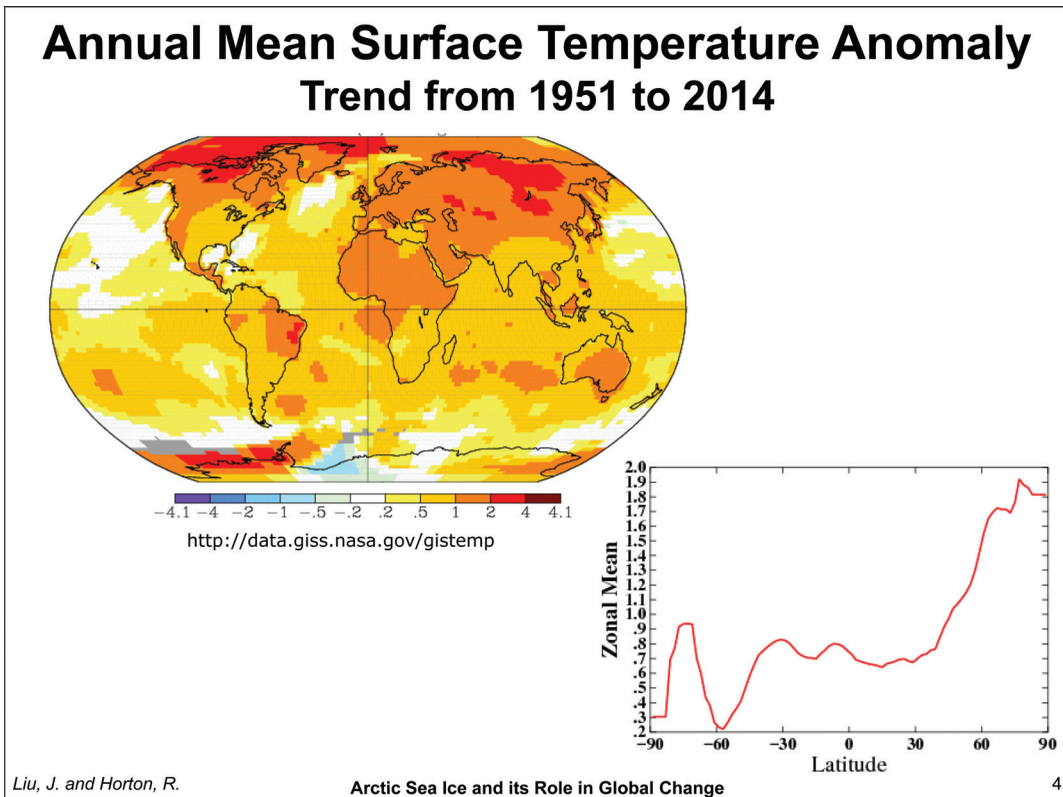 Annual Mean Surface Temperature Anomaly
Trend from 1951 to 2014
-4.1 -4 -2 -1 -.5 -.2 .2 .5 1 2 4 4.1
http://data.giss.nasa.gov/gistemp
2.0
1.9
1.8
1.7
1.6
1.5
1.4
1.3
1.2
1.1
1.0
.9
.8
.7
.6
.5
.4
.3
.2
Zonal Mean
-90 -60 -30 0 30 60 90
Latitude
Liu, J. and Horton, R.
Arctic Sea Ice and its Role in Global Change
4